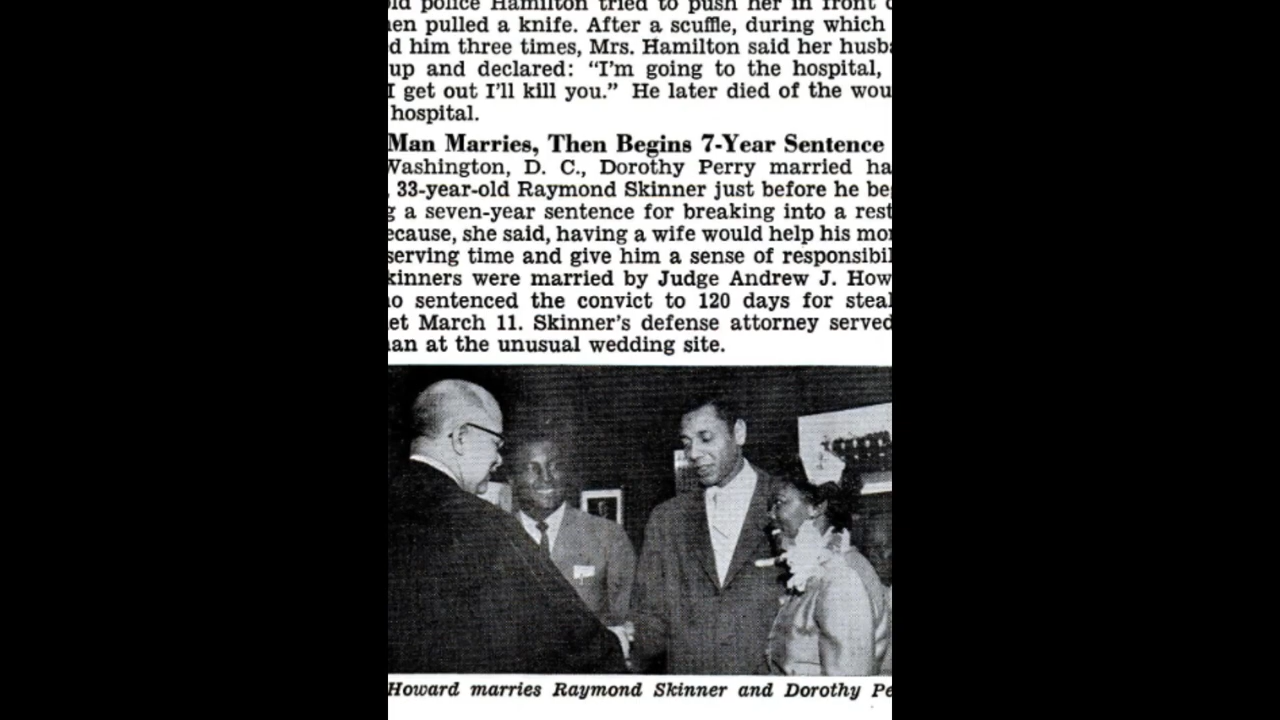 old police Hamilton tried to push her in front o
en pulled a knife. After a scuffle, during which
d him three times, Mrs. Hamilton said her husb
up and declared: “I’m going to the hospital,
I get out I’ll kill you.” He later died of the wou
hospital.
Man Marries, Then Begins 7-Year Sentence
Washington, D. C., Dorothy Perry married ha
33-year-old Raymond Skinner just before he be
g a seven-year sentence for breaking into a rest
ecause, she said, having a wife would help his mo
serving time and give him a sense of responsibil
kinners were married by Judge Andrew J. How
o sentenced the convict to 120 days for steal
et March 11. Skinner’s defense attorney served
an at the unusual wedding site.
Howard marries Raymond Skinner and Dorothy Pe